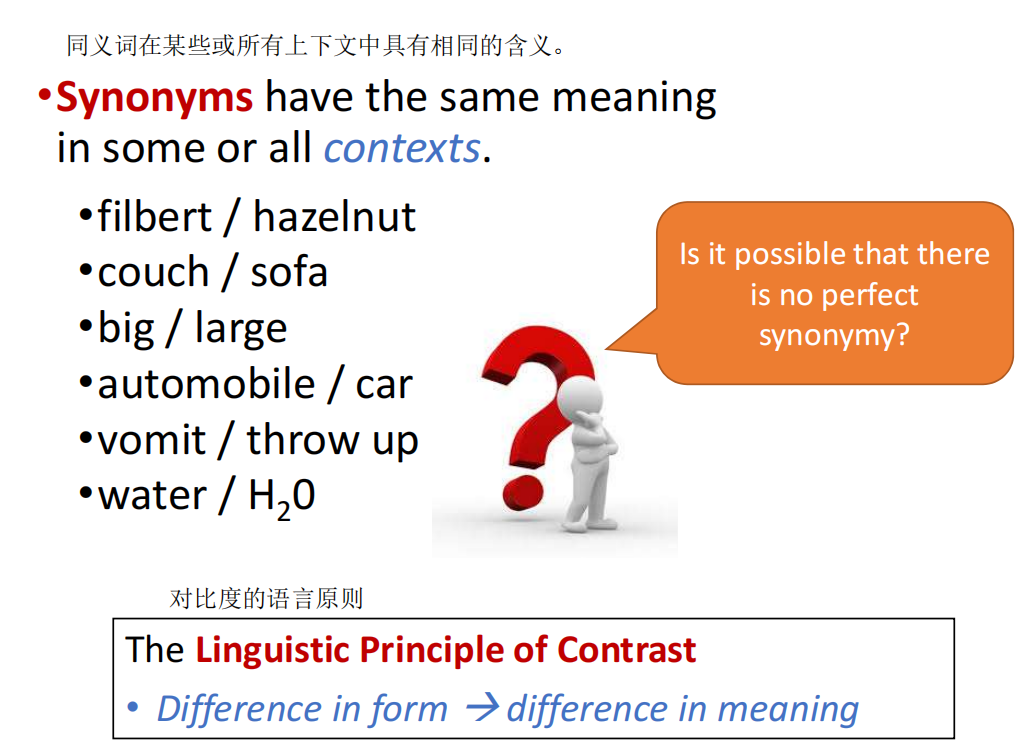 同义词在某些或所有上下文中具有相同的含义。
•Synonyms have the same meaning
in some or all contexts.
•filbert / hazelnut
•couch / sofa
•big / large
•automobile / car
•vomit / throw up
•water / H₂0
Is it possible that there
is no perfect
synonymy?
对比度的语言原则
The Linguistic Principle of Contrast
• Difference in form → difference in meaning